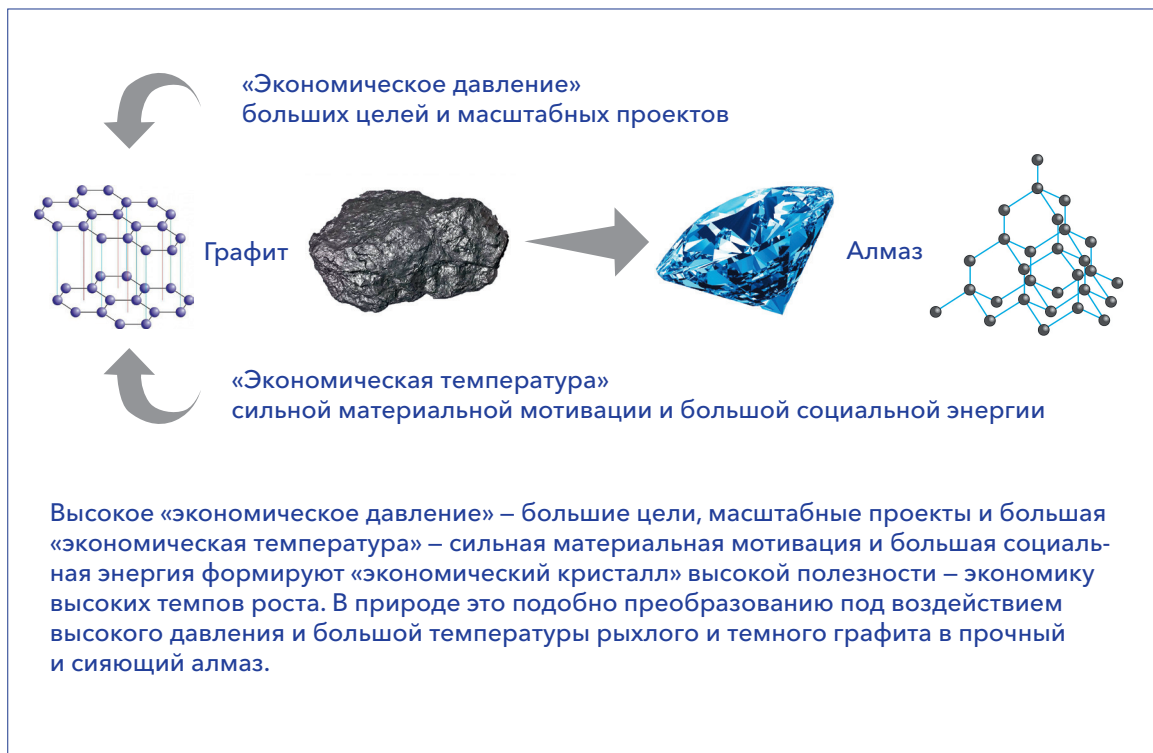 «Экономическое давление»
больших целей и масштабных проектов
Графит
Алмаз
«Экономическая температура»
сильной материальной мотивации и большой социальной энергии
Высокое «экономическое давление» – большие цели, масштабные проекты и большая
«экономическая температура» – сильная материальная мотивация и большая социаль-
ная энергия формируют «экономический кристалл» высокой полезности – экономику
высоких темпов роста. В природе это подобно преобразованию под воздействием
высокого давления и большой температуры рыхлого и темного графита в прочный
и сияющий алмаз.